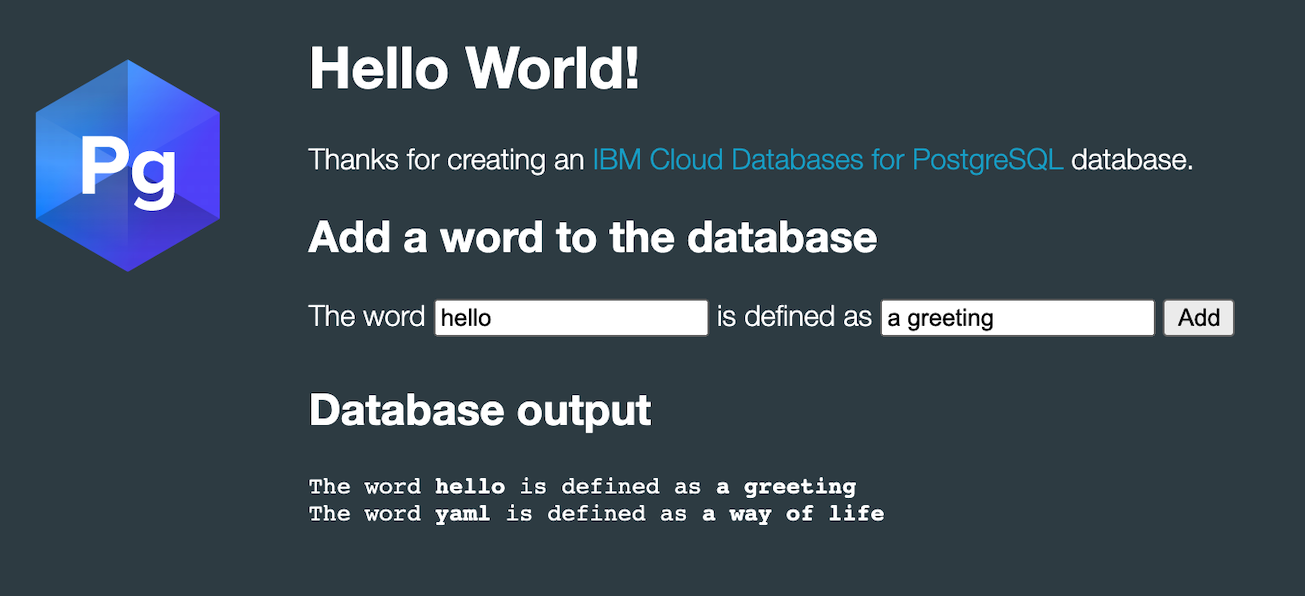 Pg
Hello World!
Thanks for creating an IBM Cloud Databases for PostgreSQL database.
Add a word to the database
The word hello is defined as a greeting Add
Database output
The word hello is defined as a greeting
The word yaml is defined as a way of life